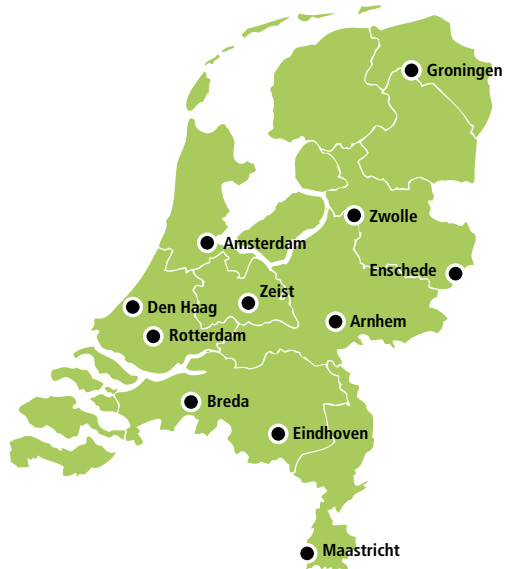 Groningen
Zwolle
Amsterdam
Enschede
Zeist
Den Haag
Arnhem
Rotterdam
Breda
Eindhoven
Maastricht